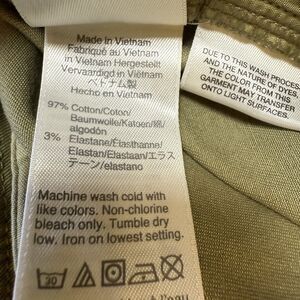 Made in Vietnam
Fabriqué au Vietnam
in Vietnam Hergestellt
Vervaardigd in Vietnam
ベトナム製
Hecho en Vietnam
97% Cotton/Coton/
Baumwolle/Katoen/綿/
algodón
3% Elastane/Élasthanne/
Elastan/Elastaan/エラス
テーン/elastano
Machine wash cold with
like colors. Non-chlorine
bleach only. Tumble dry
low. Iron on lowest setting.
30
à l'eau
DUE TO THIS WASH PROCESS
AND THE NATURE OF DYES,
THE COLOR FROM THIS
GARMENT MAY TRANSFER
ONTO LIGHT SURFACES.